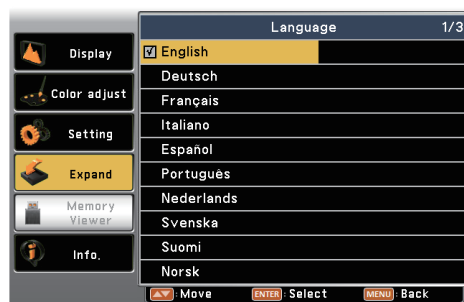 Language 1/3
Display
Color adjust
Setting
Expand
Memory
Viewer
Info.
English
Deutsch
Français
Italiano
Español
Português
Nederlands
Svenska
Suomi
Norsk
:Move ENTER :Select MENU :Back